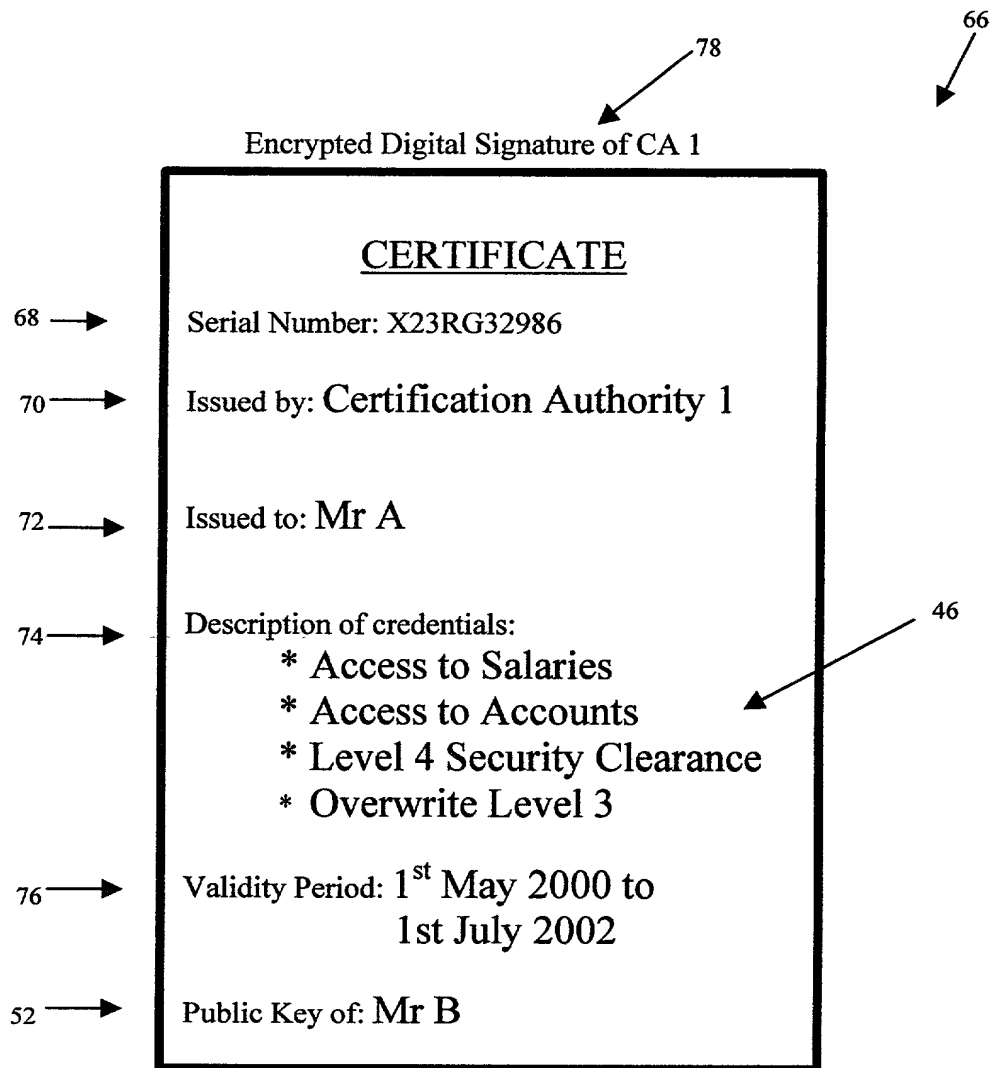 66
78
Encrypted Digital Signature of CA 1
CERTIFICATE
68
Serial Number: X23RG32986
70
Issued by: Certification Authority 1
72
Issued to: Mr A
74
Description of credentials:
46
* Access to Salaries
* Access to Accounts
* Level 4 Security Clearance
* Overwrite Level 3
76
Validity Period: 1st May 2000 to
1st July 2002
52
Public Key of: Mr B